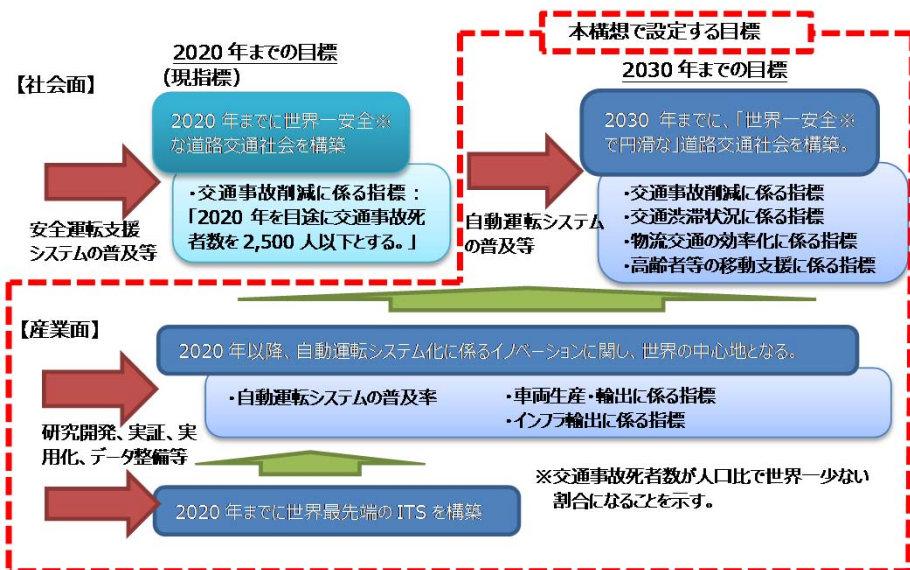 本構想で設定する目標
2020 年までの目標
(現指標)
2030 年までの目標
【社会面】
2020 年までに世界一安全※
な道路交通社会を構築
・交通事故削減に係る指標：
「2020 年を目途に交通事故死
者数を 2,500 人以下とする。」
安全運転支援
システムの普及等
2030 年までに、「世界一安全※
で円滑な」道路交通社会を構築。
・交通事故削減に係る指標
・交通渋滞状況に係る指標
・物流交通の効率化に係る指標
・高齢者等の移動支援に係る指標
自動運転システム
の普及等
【産業面】
2020 年以降、自動運転システム化に係るイノベーションに関し、世界の中心地となる。
・自動運転システムの普及率
・車両生産・輸出に係る指標
・インフラ輸出に係る指標
研究開発、実証、実
用化、データ整備等
2020 年までに世界最先端の ITS を構築
※交通事故死者数が人口比で世界一少ない
割合になることを示す。